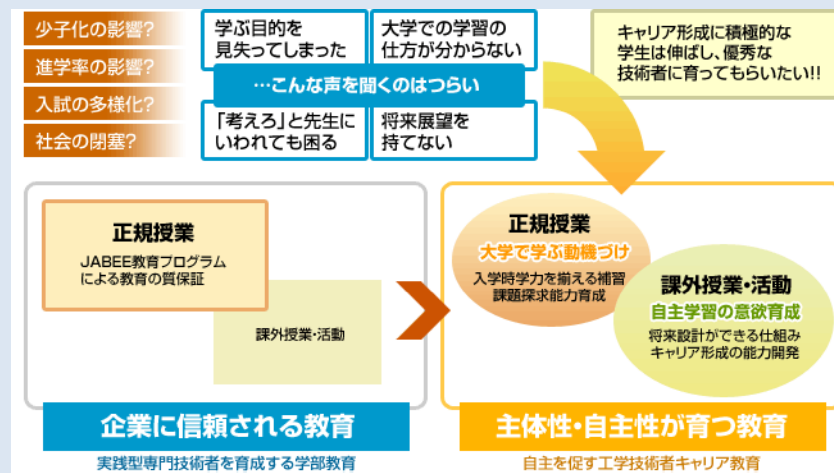 少子化の影響?
進学率の影響?
入試の多様化?
社会の閉塞?
学ぶ目的を
見失ってしまった
大学での学習の
仕方が分からない
…こんな声を聞くのはつらい
「考えろ」と先生に
いわれても困る
将来展望を
持てない
キャリア形成に積極的な
学生は伸ばし、優秀な
技術者に育ってもらいたい!!
正規授業
JABEE教育プログラム
による教育の質保証
課外授業・活動
企業に信頼される教育
実践型専門技術者を育成する学部教育
正規授業
大学で学ぶ動機づけ
入学時学力を揃える補習
課題探求能力育成
課外授業・活動
自主学習の意欲育成
将来設計ができる仕組み
キャリア形成の能力開発
主体性・自主性が育つ教育
自主を促す工学技術者キャリア教育